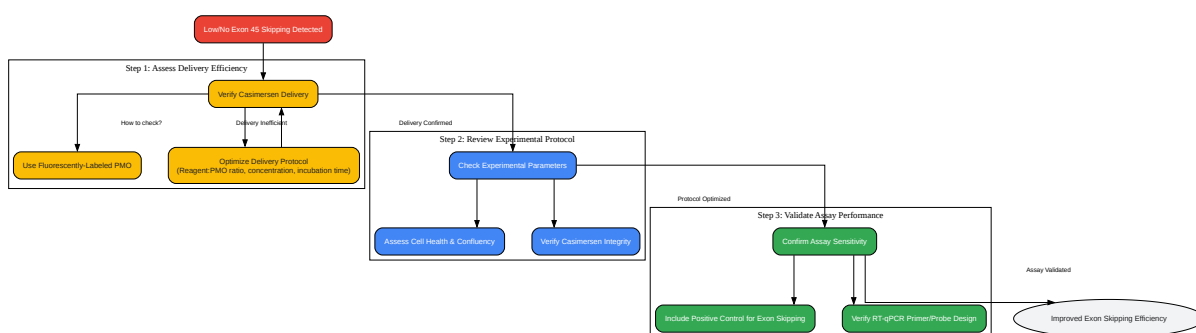 Low/No Exon 45 Skipping Detected
Step 1: Assess Delivery Efficiency
Verify Casimersen Delivery
How to check?
Delivery Inefficient
Delivery Confirmed
Use Fluorescently-Labeled PMO
Optimize Delivery Protocol
(Reagent:PMO ratio, concentration, incubation time)
Step 2: Review Experimental Protocol
Check Experimental Parameters
Protocol Optimized
Assess Cell Health & Confluency
Verify Casimersen Integrity
Step 3: Validate Assay Performance
Confirm Assay Sensitivity
Assay Validated
Include Positive Control for Exon Skipping
Verify RT-qPCR Primer/Probe Design
Improved Exon Skipping Efficiency